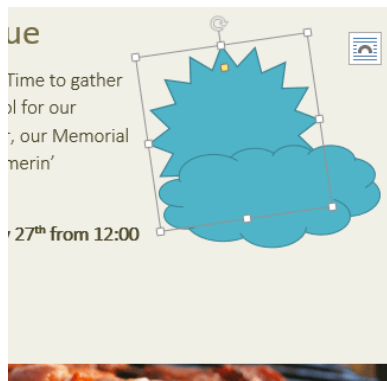 ue
Time to gather
ol for our
, our Memorial
merin’
27th from 12:00